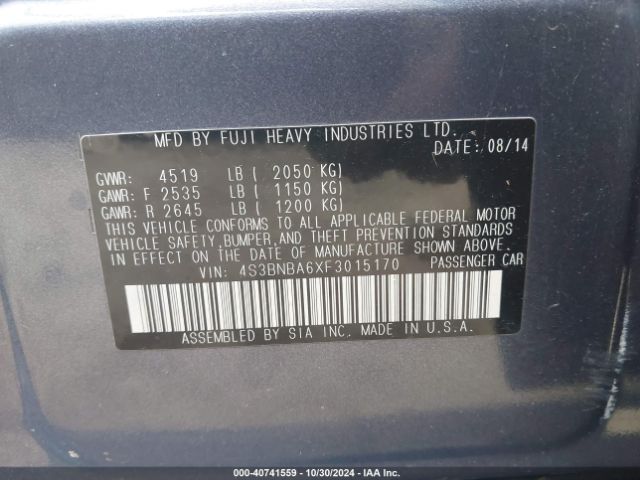 MFD BY FUJI HEAVY INDUSTRIES LTD.
DATE: 08/14
GVWR: 4519 LB ( 2050 KG)
GAWR: F 2535 LB ( 1150 KG)
GAWR: R 2645 LB ( 1200 KG)
THIS VEHICLE CONFORMS TO ALL APPLICABLE FEDERAL MOTOR
VEHICLE SAFETY, BUMPER, AND THEFT PREVENTION STANDARDS
IN EFFECT ON THE DATE OF MANUFACTURE SHOWN ABOVE.
VIN: 4S3BNBA6XF3015170 PASSENGER CAR
ASSEMBLED BY SIA INC. MADE IN U.S.A.
000-40741559 - 10/30/2024 - IAA Inc.